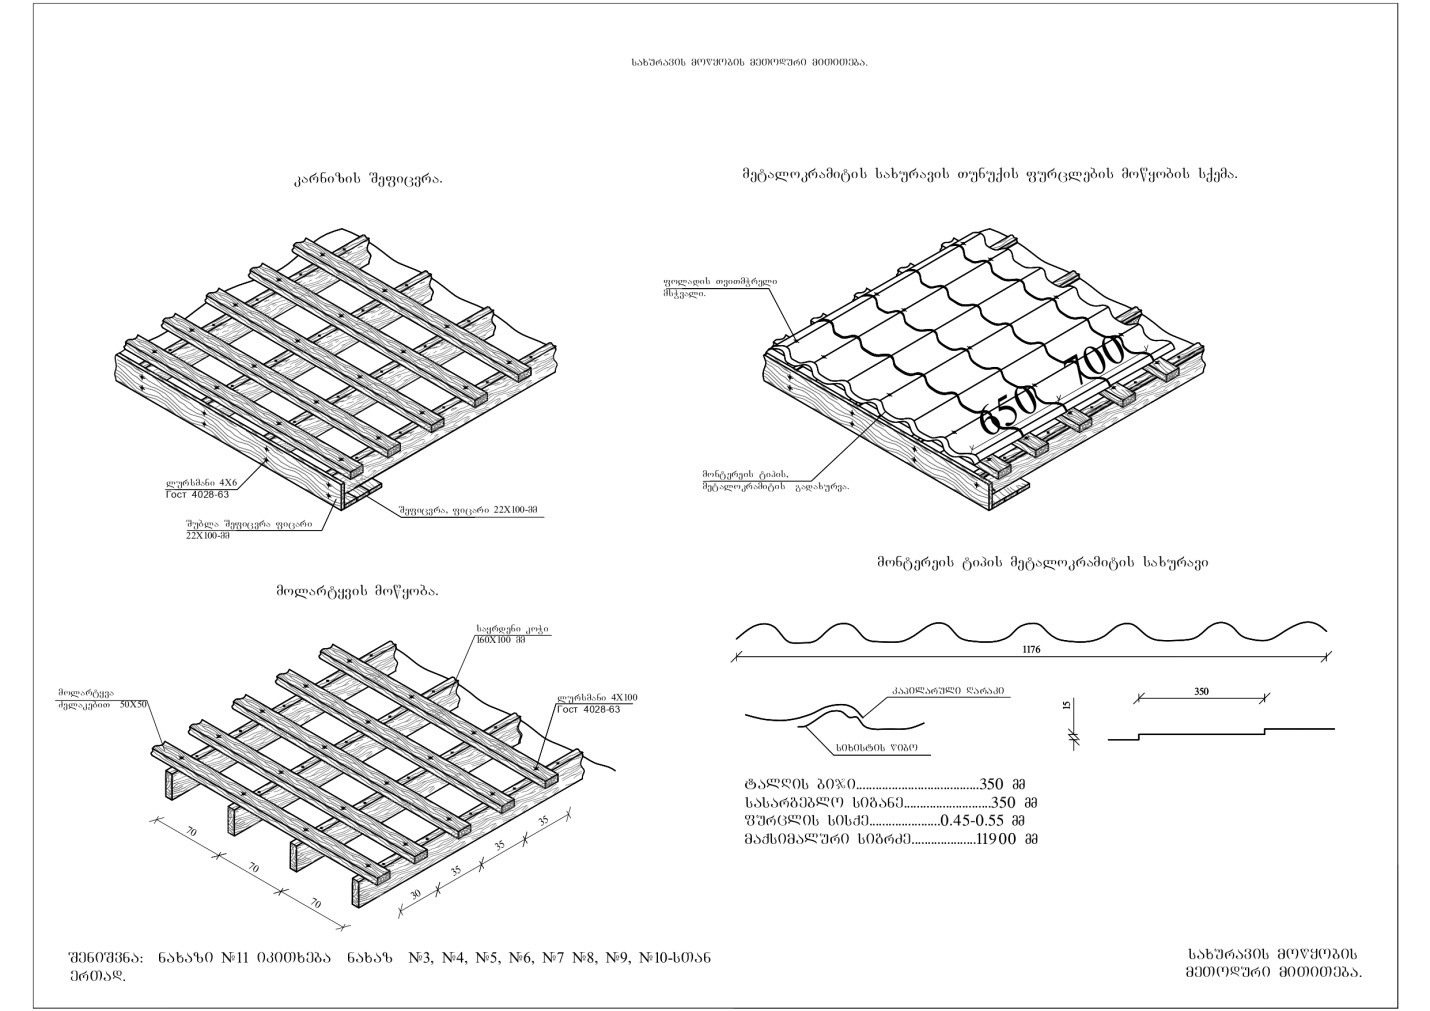 სახურავის მოწყობის მეთოდური მითითება.
კარნიზის შეფიცვრა.
მეტალოკრამიტის სახურავის თუნუქის ფურცლების მოწყობის სქემა.
ფოლადის თვითმჭრელი
მსჭვალი.
700
650
ლურსმანი 4X6
Гост 4028-63
შუბლა შეფიცვრა ფიცარი
22X100-მმ
შეფიცვრა, ფიცარი 22X100-მმ
მონტერეის ტიპის,
მეტალოკრამიტის გადახურვა.
მოლარტყვის მოწყობა.
საყრდენი კოჭი
160X100 მმ
მოლარტყვა
ძელაკებით 50X50
ლურსმანი 4X100
Гост 4028-63
70
70
70
30
35
35
35
მონტერეის ტიპის მეტალოკრამიტის სახურავი
1176
კაპილარული ღარაკი
სიხისტის წიბო
15
350
ტალღის ბიჯი......................................350 მმ
სასარგებლო სიგანე...........................350 მმ
ფურცლის სისქე......................0.45-0.55 მმ
მაქსიმალური სიგრძე....................11900 მმ
შენიშვნა: ნახაზი №11 იკითხება ნახაზ №3, №4, №5, №6, №7 №8, №9, №10-სთან
ერთად.
სახურავის მოწყობის
მეთოდური მითითება.